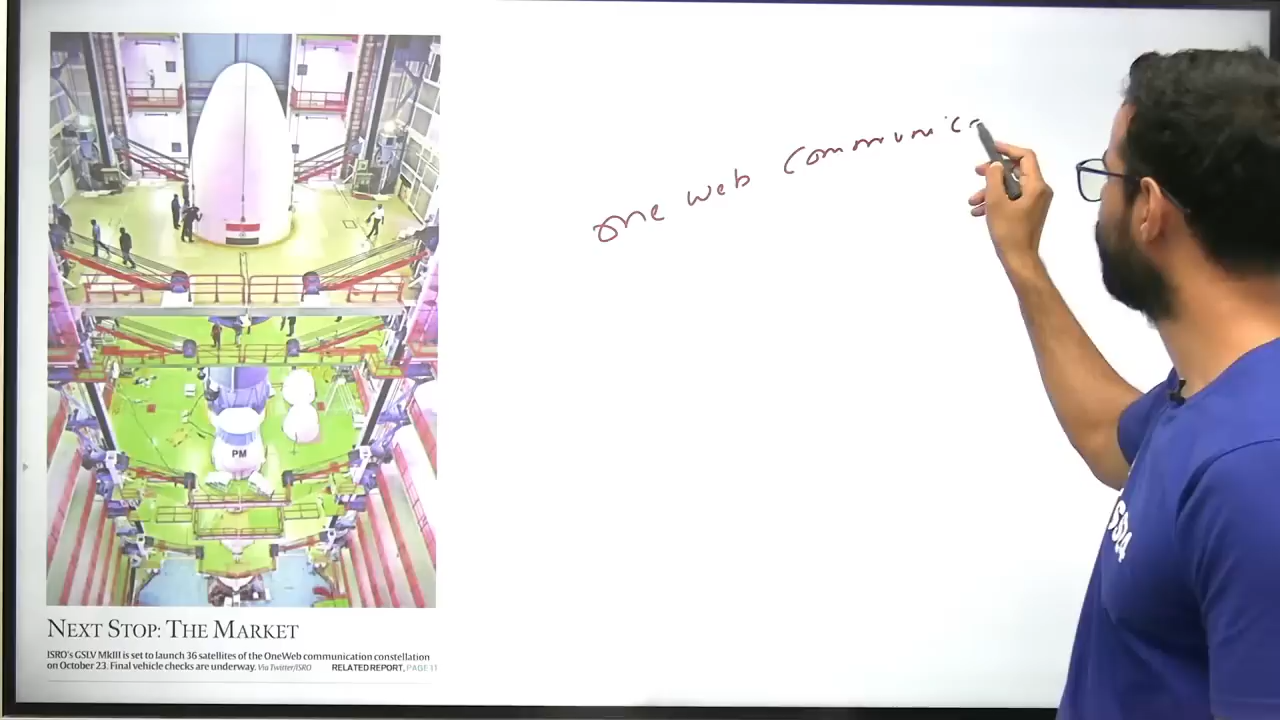 one web communica
PM
NEXT STOP: THE MARKET
ISRO's GSLV MkIII is set to launch 36 satellites of the OneWeb communication constellation
on October 23. Final vehicle checks are underway. Via Twitter/ISRO RELATED REPORT, PAGE 11